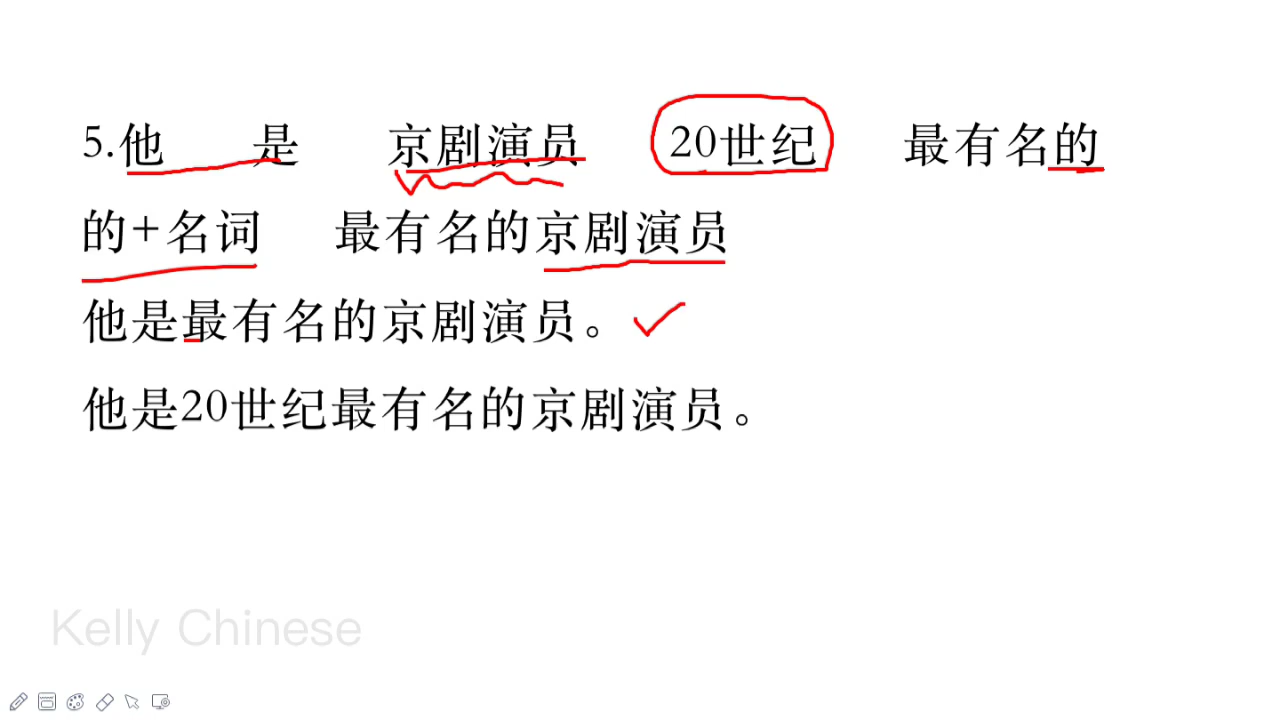 5.他 是 京剧演员 20世纪 最有名的
的+名词 最有名的京剧演员
他是最有名的京剧演员。
他是20世纪最有名的京剧演员。
Kelly Chinese